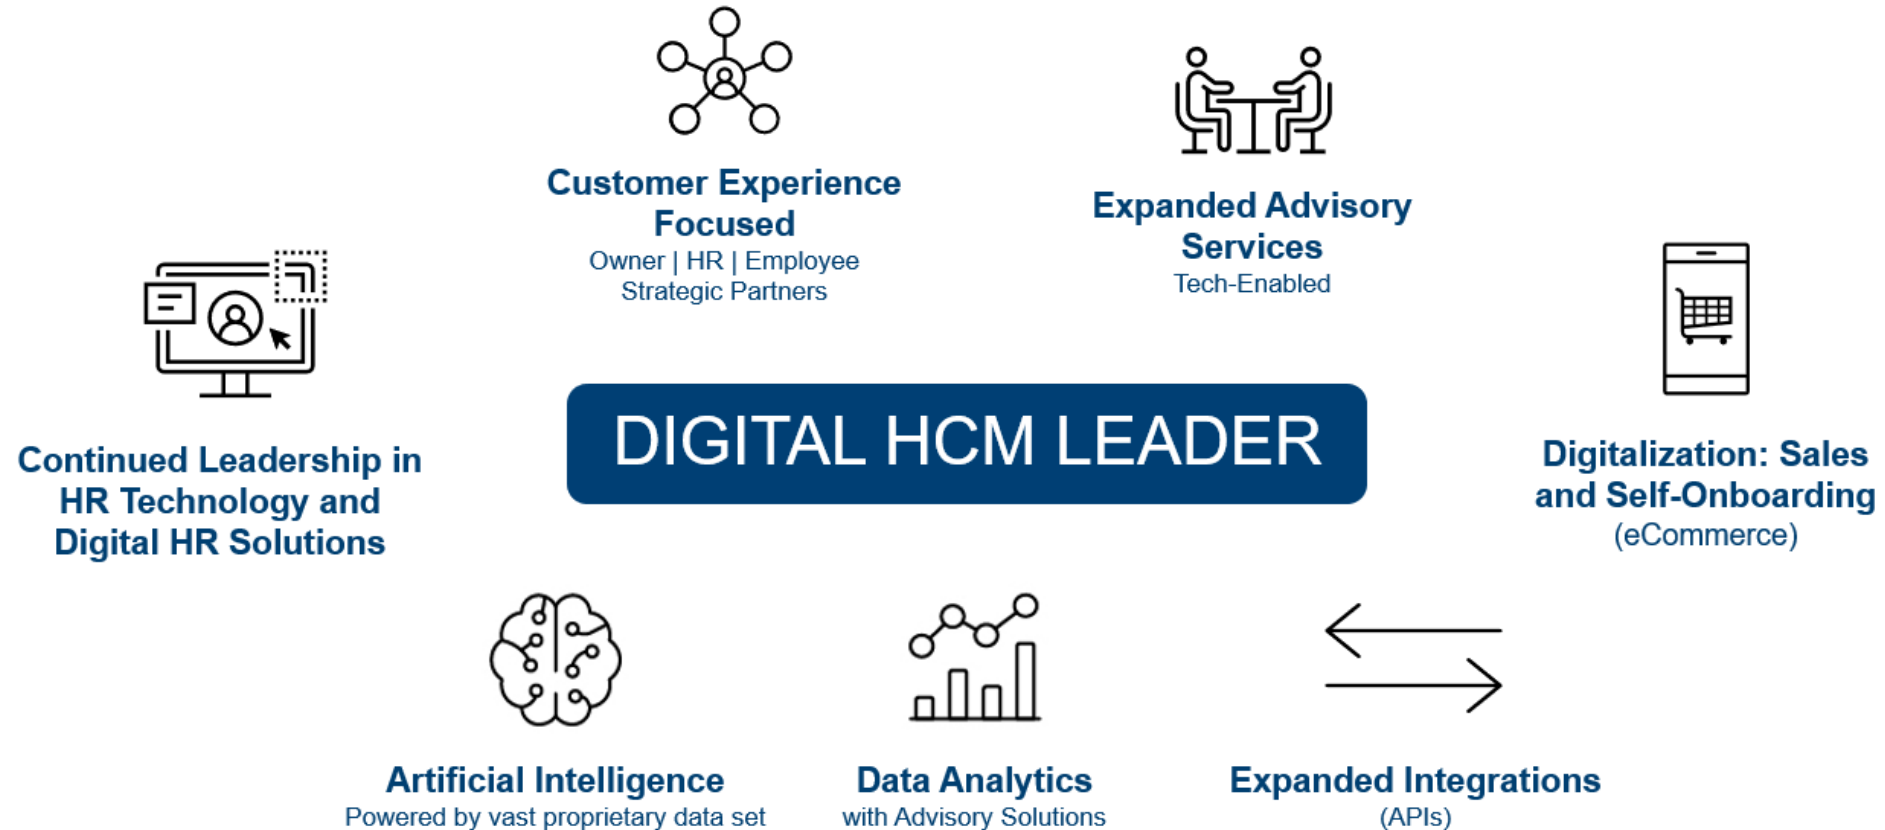 Customer Experience
Focused
Owner | HR | Employee
Strategic Partners
Expanded Advisory
Services
Tech-Enabled
Continued Leadership in
HR Technology and
Digital HR Solutions
DIGITAL HCM LEADER
Digitalization: Sales
and Self-Onboarding
(eCommerce)
Artificial Intelligence
Powered by vast proprietary data set
Data Analytics
with Advisory Solutions
Expanded Integrations
(APIs)